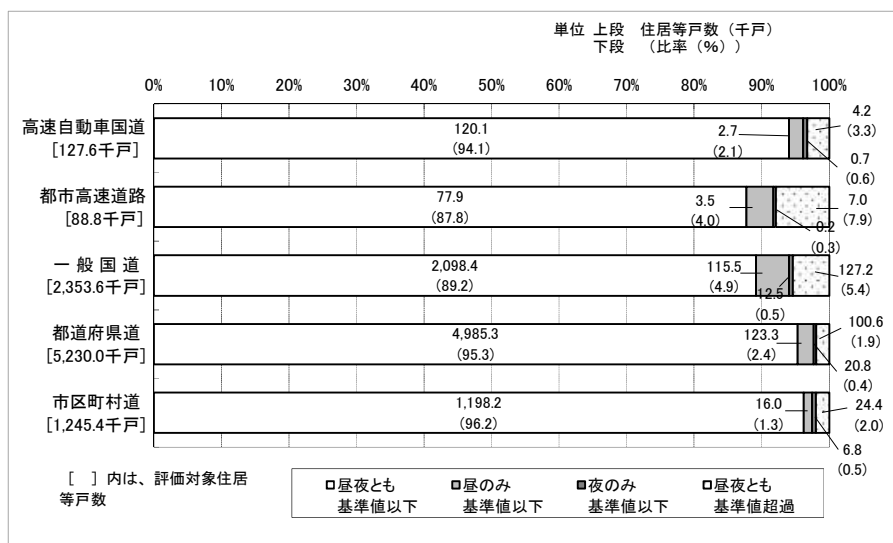 単位 上段 住居等戸数（千戸）
下段 （比率（%））
0% 10% 20% 30% 40% 50% 60% 70% 80% 90% 100%
高速自動車国道
[127.6千戸]
120.1
(94.1)
2.7
(2.1)
4.2
(3.3)
0.7
(0.6)
都市高速道路
[88.8千戸]
77.9
(87.8)
3.5
(4.0)
7.0
(7.9)
0.2
(0.3)
一般国道
[2,353.6千戸]
2,098.4
(89.2)
115.5
(4.9)
12.5
(0.5)
127.2
(5.4)
都道府県道
[5,230.0千戸]
4,985.3
(95.3)
123.3
(2.4)
100.6
(1.9)
20.8
(0.4)
市区町村道
[1,245.4千戸]
1,198.2
(96.2)
16.0
(1.3)
24.4
(2.0)
6.8
(0.5)
[ ]内は、評価対象住居
等戸数
昼夜とも
基準値以下
昼のみ
基準値以下
夜のみ
基準値以下
昼夜とも
基準値超過